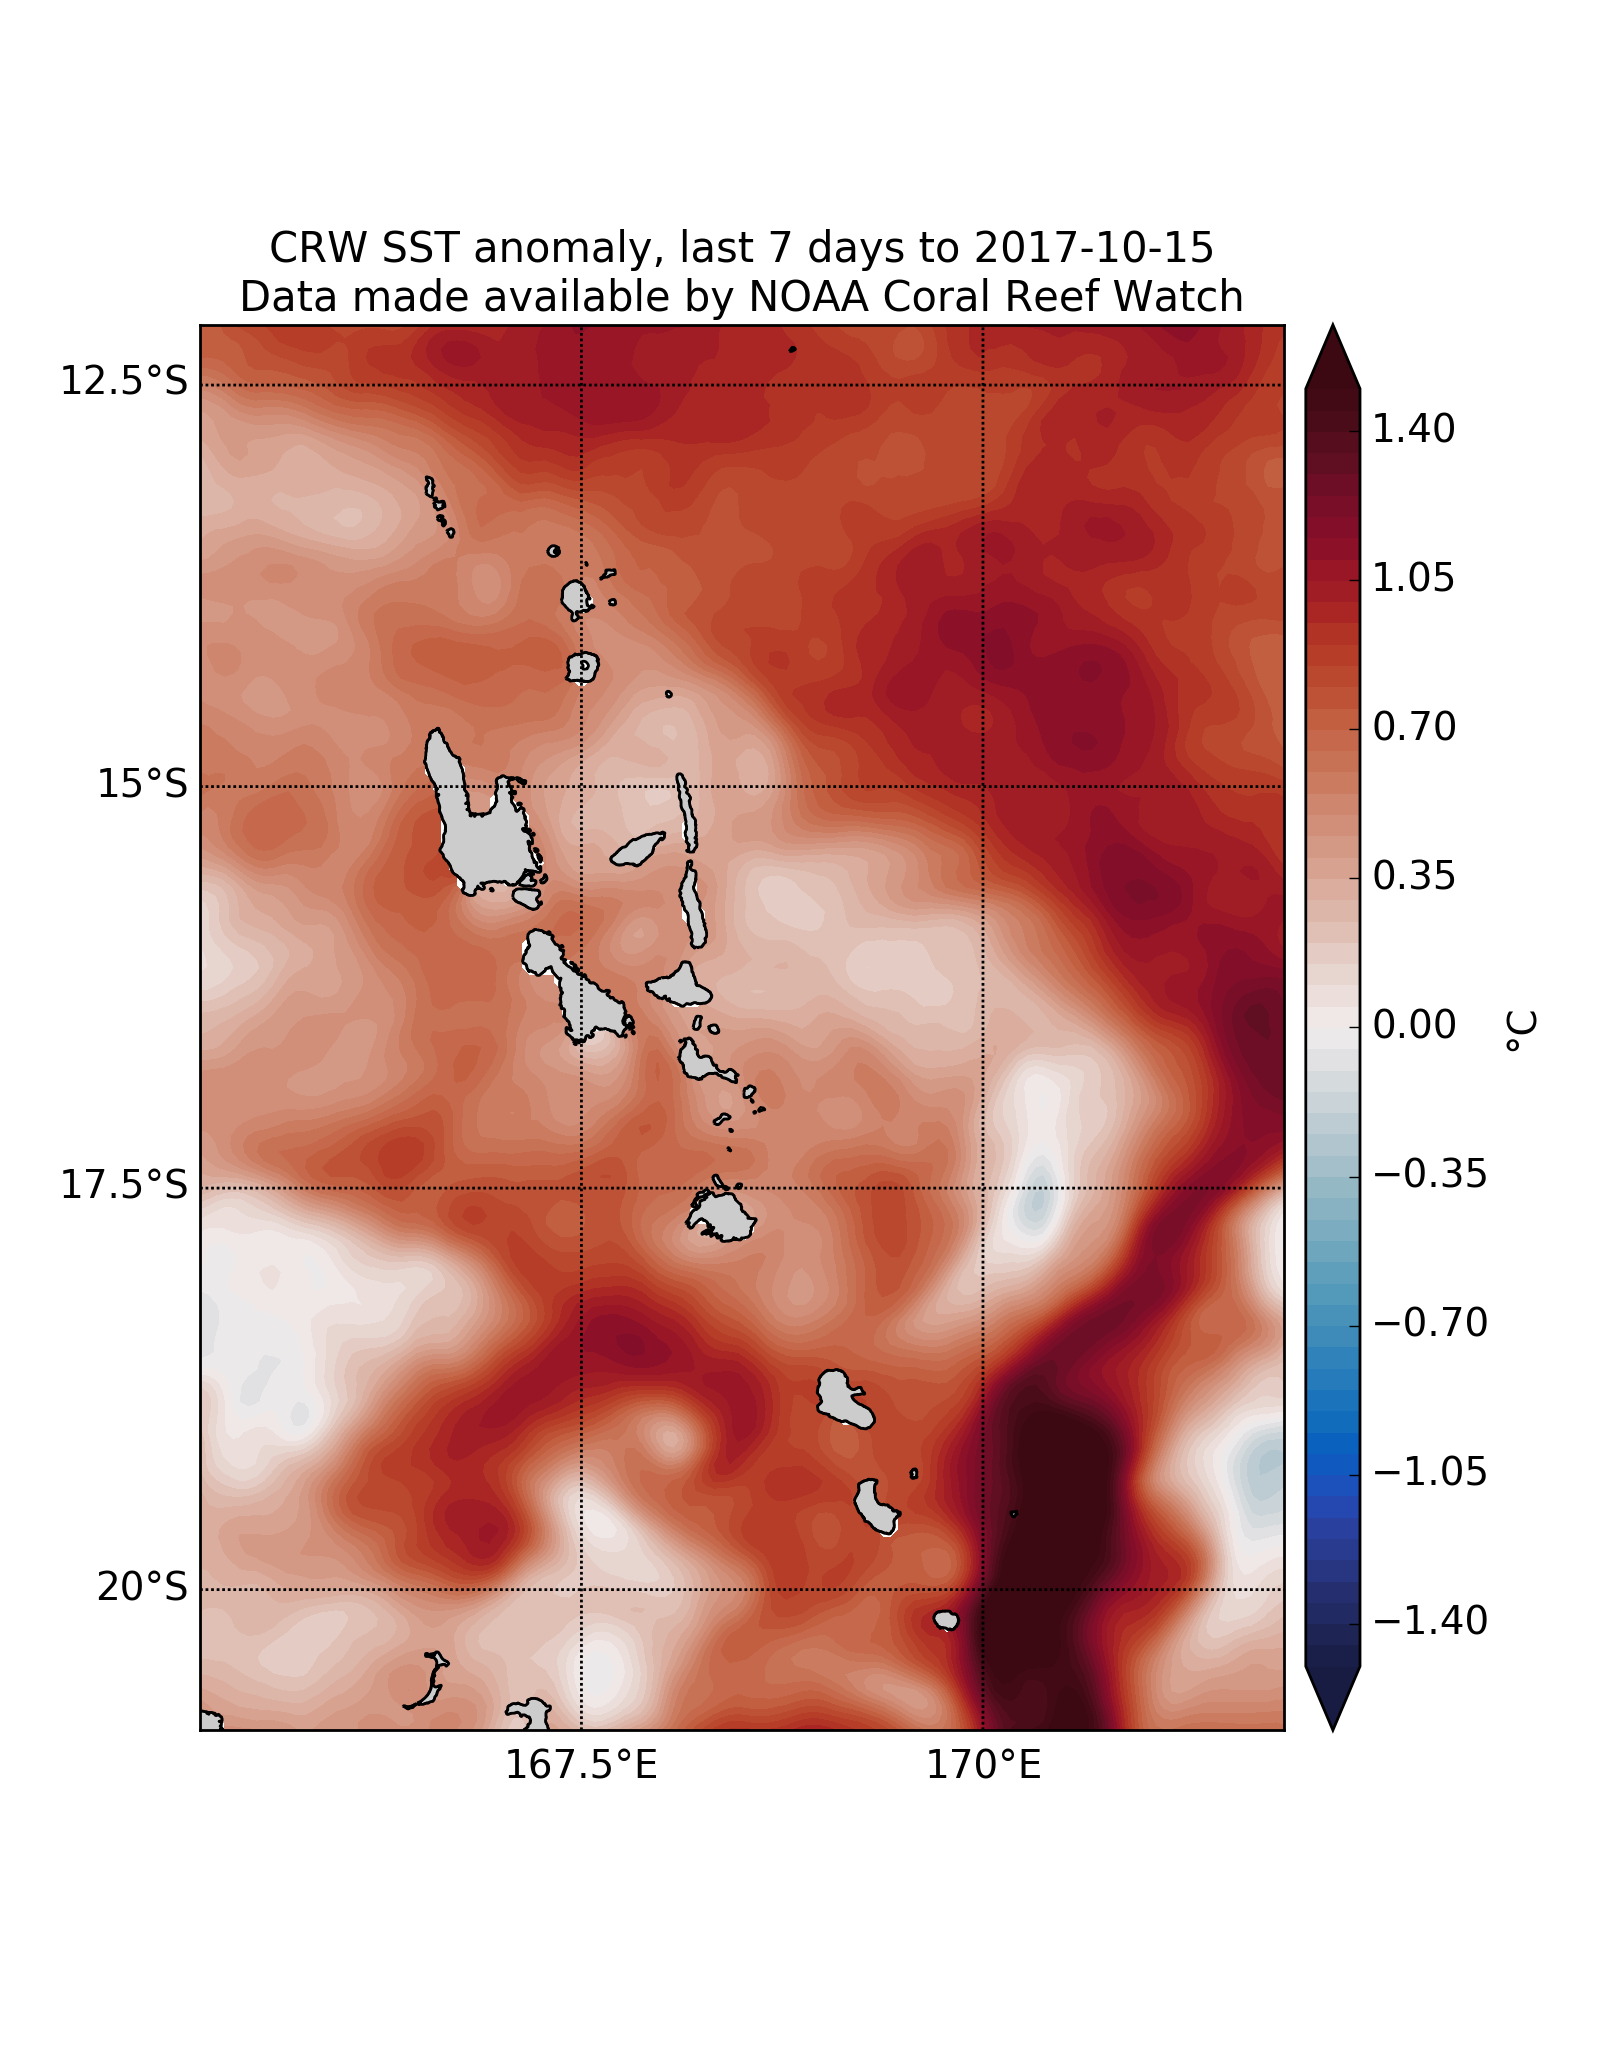 CRW SST anomaly, last 7 days to 2017-10-15
Data made available by NOAA Coral Reef Watch
12.5°S
15°S
17.5°S
20°S
167.5°E
170°E
1.40
1.05
0.70
0.35
0.00
−0.35
−0.70
−1.05
−1.40
°C